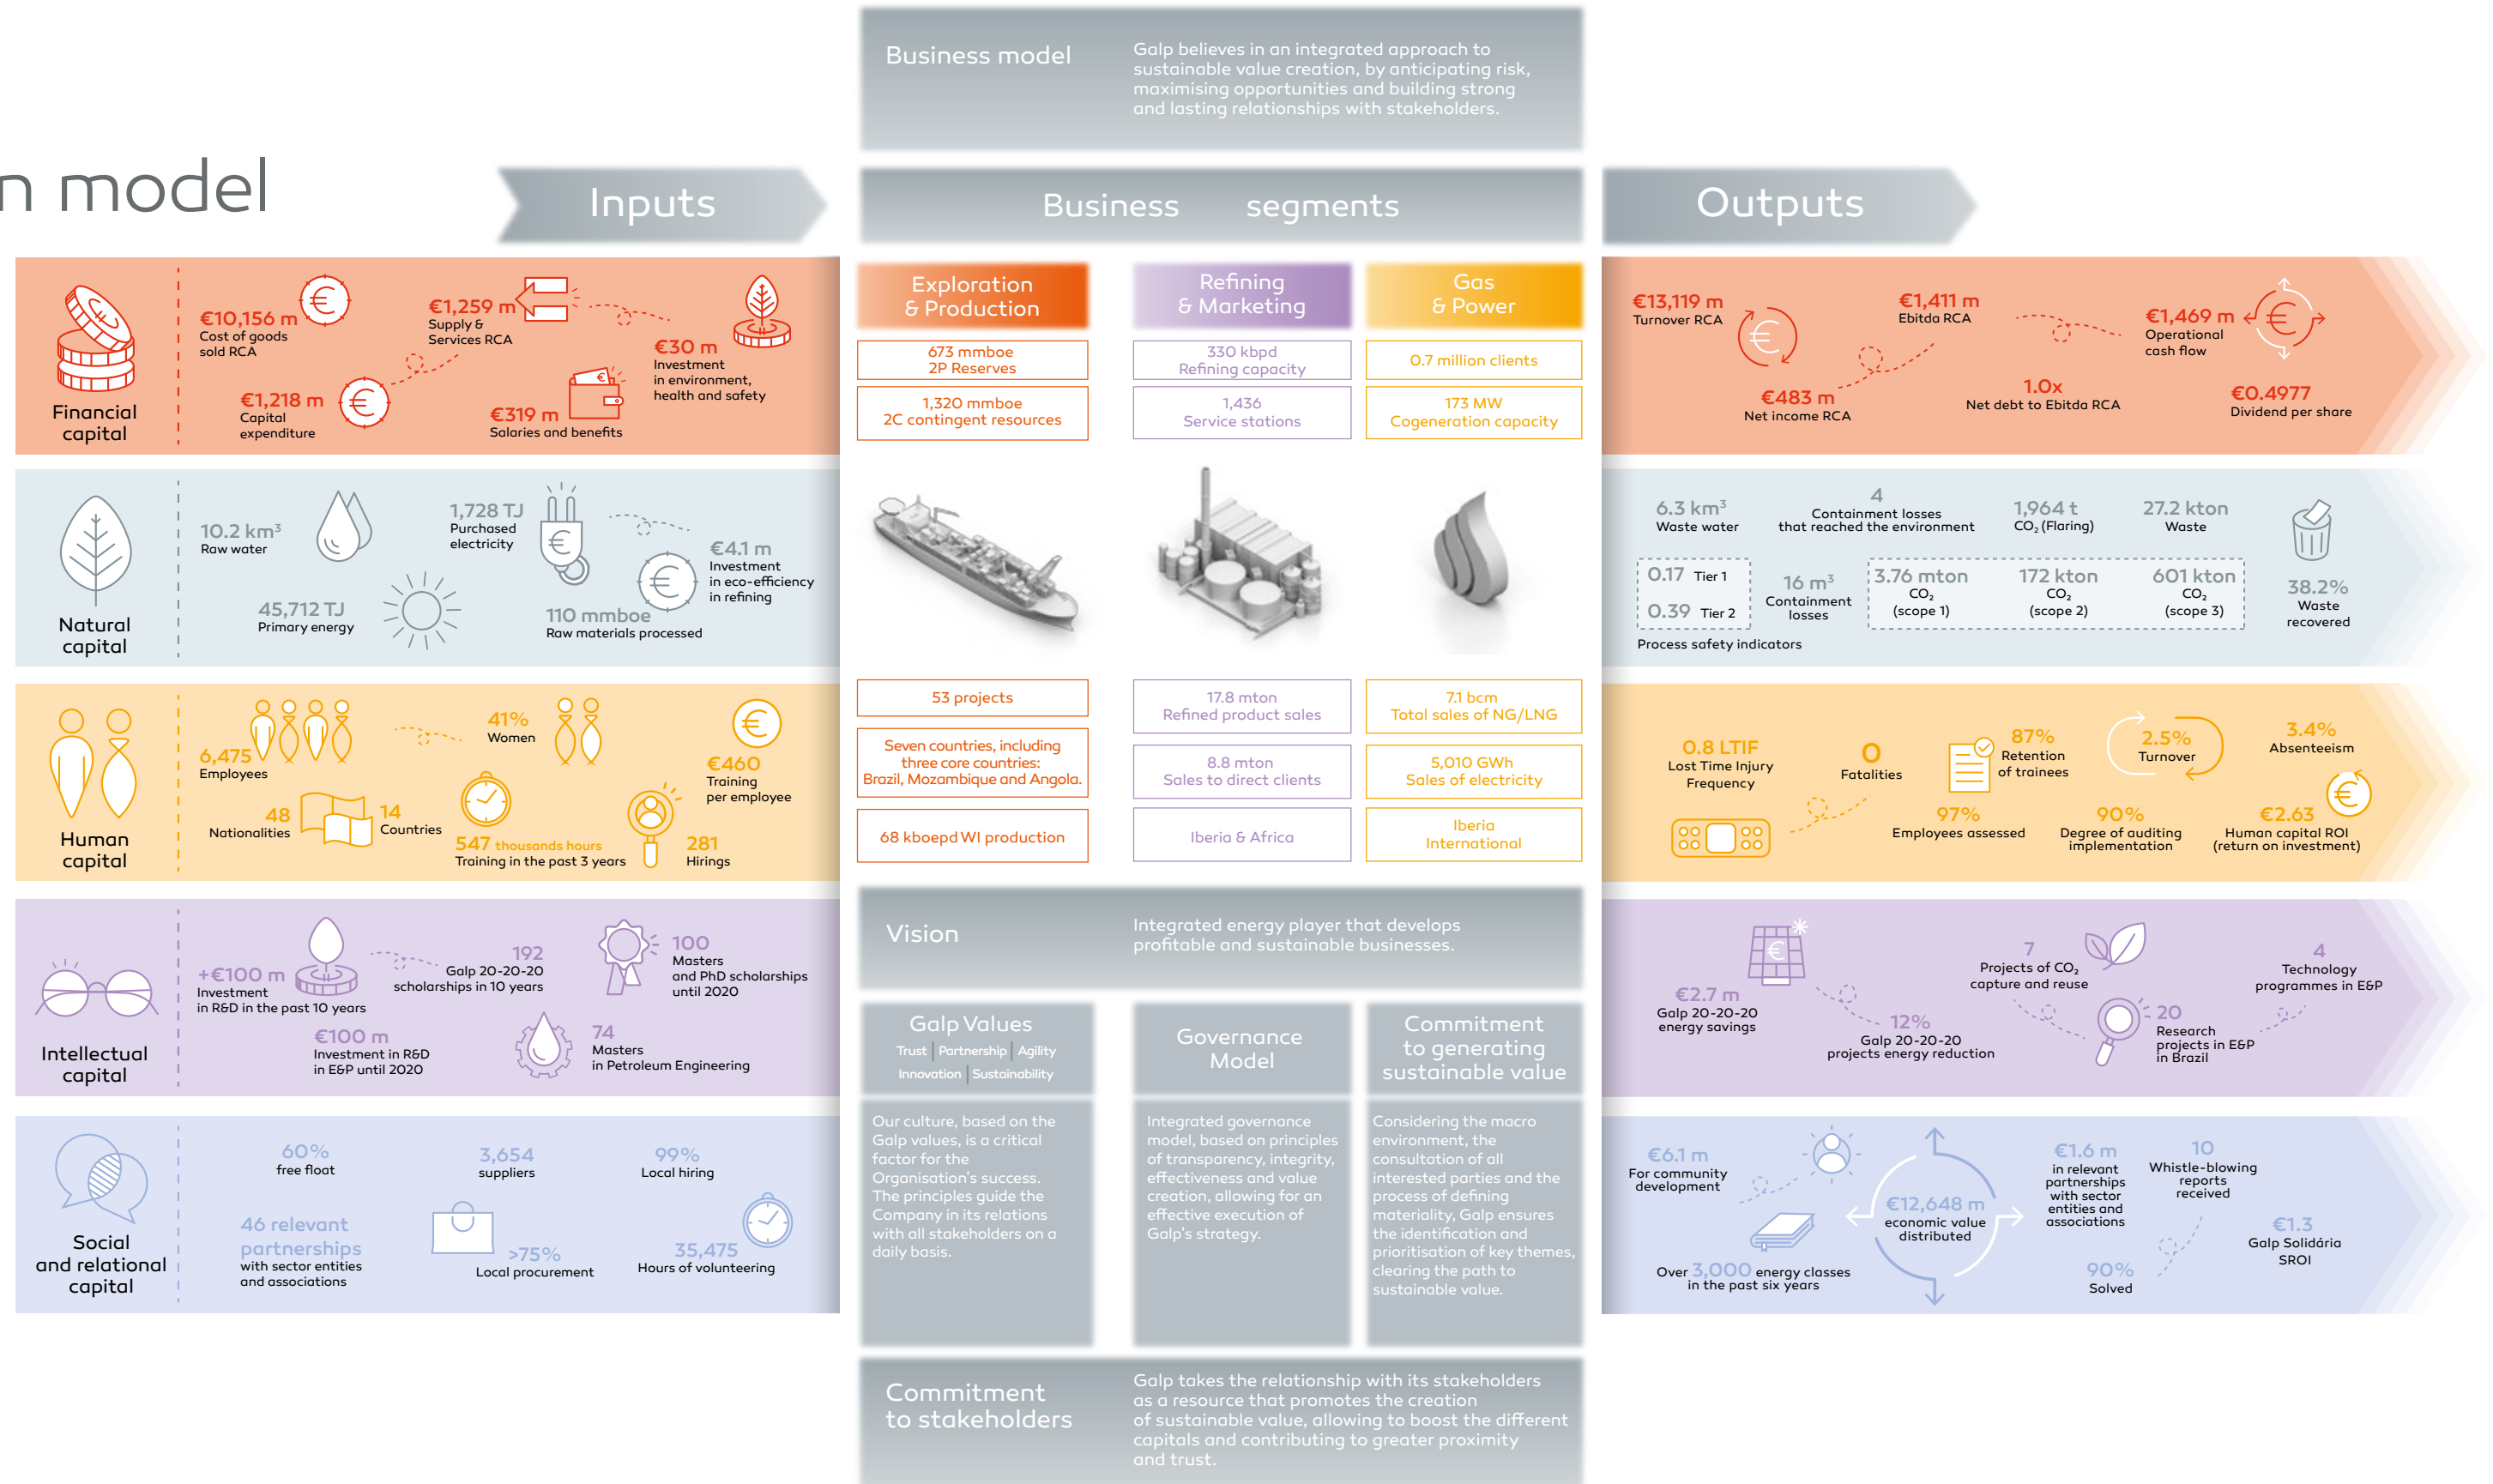 Business model
Galp believes in an integrated approach to
sustainable value creation, by anticipating risk,
maximising opportunities and building strong
and lasting relationships with stakeholders.
n model
Inputs
Business segments
Outputs
Financial
capital
€10,156 m
Cost of goods
sold RCA
€1,259 m
Supply &
Services RCA
€30 m
Investment
in environment,
health and safety
€1,218 m
Capital
expenditure
€319 m
Salaries and benefits
Natural
capital
10.2 km³
Raw water
1,728 TJ
Purchased
electricity
€4.1 m
Investment
in eco-efficiency
in refining
45,712 TJ
Primary energy
110 mmboe
Raw materials processed
Human
capital
6,475
Employees
41%
Women
€460
Training
per employee
48
Nationalities
14
Countries
547 thousands hours
Training in the past 3 years
281
Hirings
Intellectual
capital
+€100 m
Investment
in R&D in the past 10 years
192
Galp 20-20-20
scholarships in 10 years
100
Masters
and PhD scholarships
until 2020
€100 m
Investment in R&D
in E&P until 2020
74
Masters
in Petroleum Engineering
Social
and relational
capital
60%
free float
3,654
suppliers
99%
Local hiring
46 relevant
partnerships
with sector entities
and associations
>75%
Local procurement
35,475
Hours of volunteering
Exploration
& Production
673 mmboe
2P Reserves
1,320 mmboe
2C contingent resources
53 projects
Seven countries, including
three core countries:
Brazil, Mozambique and Angola.
68 kboepd WI production
Refining
& Marketing
330 kbpd
Refining capacity
1,436
Service stations
17.8 mton
Refined product sales
8.8 mton
Sales to direct clients
Iberia & Africa
Gas
& Power
0.7 million clients
173 MW
Cogeneration capacity
7.1 bcm
Total sales of NG/LNG
5,010 GWh
Sales of electricity
Iberia
International
Vision
Integrated energy player that develops
profitable and sustainable businesses.
Galp Values
Trust | Partnership | Agility
Innovation | Sustainability
Our culture, based on the
Galp values, is a critical
factor for the
Organisation's success.
The principles guide the
Company in its relations
with all stakeholders on a
daily basis.
Governance
Model
Integrated governance
model, based on principles
of transparency, integrity,
effectiveness and value
creation, allowing for an
effective execution of
Galp's strategy.
Commitment
to generating
sustainable value
Considering the macro
environment, the
consultation of all
interested parties and the
process of defining
materiality, Galp ensures
the identification and
prioritisation of key themes,
clearing the path to
sustainable value.
Commitment
to stakeholders
Galp takes the relationship with its stakeholders
as a resource that promotes the creation
of sustainable value, allowing to boost the different
capitals and contributing to greater proximity
and trust.
€13,119 m
Turnover RCA
€1,411 m
Ebitda RCA
€1,469 m
Operational
cash flow
€483 m
Net income RCA
1.0x
Net debt to Ebitda RCA
€0.4977
Dividend per share
6.3 km³
Waste water
4
Containment losses
that reached the environment
1,964 t
CO₂ (Flaring)
27.2 kton
Waste
0.17 Tier 1
0.39 Tier 2
Process safety indicators
16 m³
Containment
losses
3.76 mton
CO₂
(scope 1)
172 kton
CO₂
(scope 2)
601 kton
CO₂
(scope 3)
38.2%
Waste
recovered
0.8 LTIF
Lost Time Injury
Frequency
0
Fatalities
87%
Retention
of trainees
2.5%
Turnover
3.4%
Absenteeism
97%
Employees assessed
90%
Degree of auditing
implementation
€2.63
Human capital ROI
(return on investment)
€2.7 m
Galp 20-20-20
energy savings
12%
Galp 20-20-20
projects energy reduction
7
Projects of CO₂
capture and reuse
20
Research
projects in E&P
in Brazil
4
Technology
programmes in E&P
€6.1 m
For community
development
Over 3,000 energy classes
in the past six years
€12,648 m
economic value
distributed
€1.6 m
in relevant
partnerships
with sector
entities and
associations
10
Whistle-blowing
reports
received
90%
Solved
€1.3
Galp Solidária
SROI